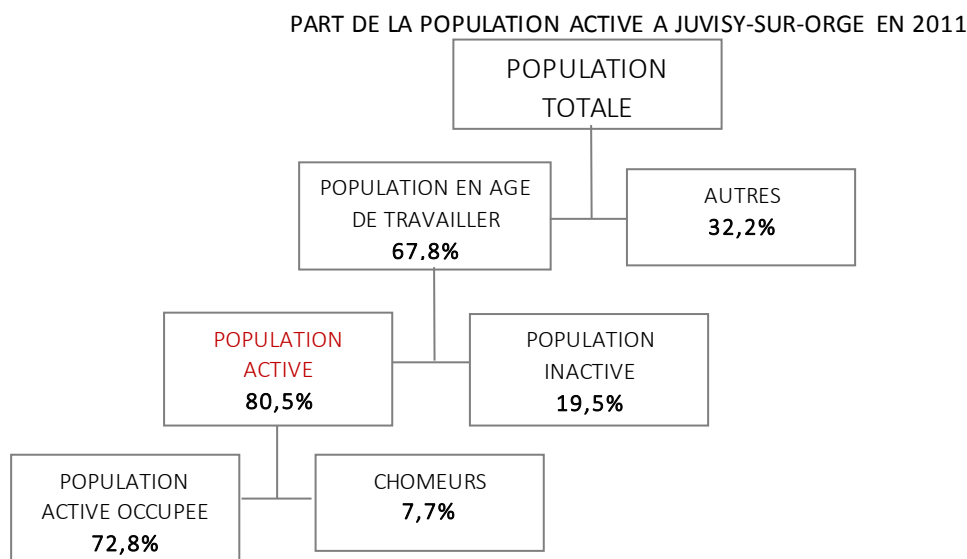 PART DE LA POPULATION ACTIVE A JUVISY-SUR-ORGE EN 2011
POPULATION
TOTALE
POPULATION EN AGE
DE TRAVAILLER
67,8%
AUTRES
32,2%
POPULATION
ACTIVE
80,5%
POPULATION
INACTIVE
19,5%
POPULATION
ACTIVE OCCUPEE
72,8%
CHOMEURS
7,7%